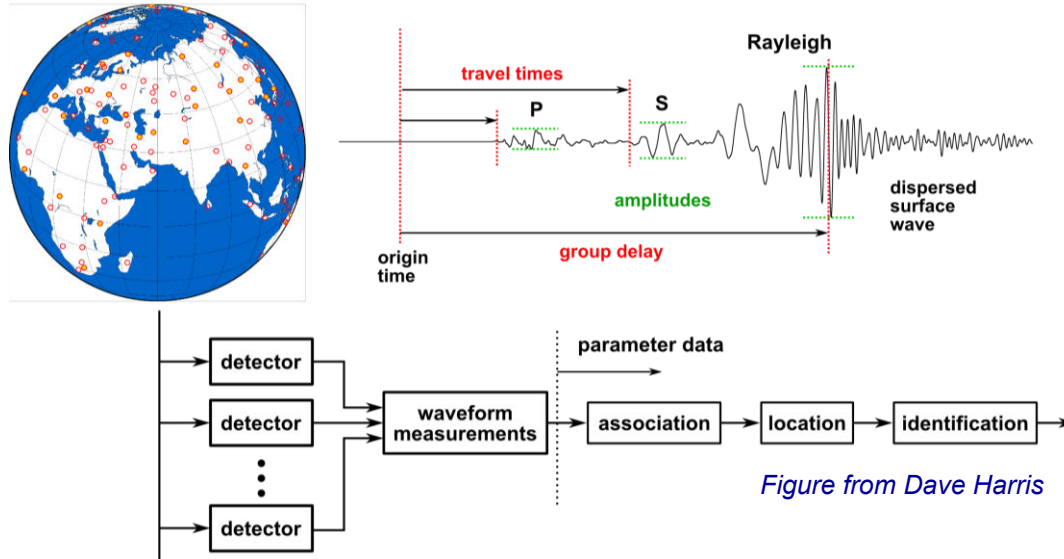 Rayleigh
travel times
P
S
amplitudes
dispersed
surface
wave
origin
time
group delay
parameter data
detector
detector
detector
waveform
measurements
association
location
identification
Figure from Dave Harris